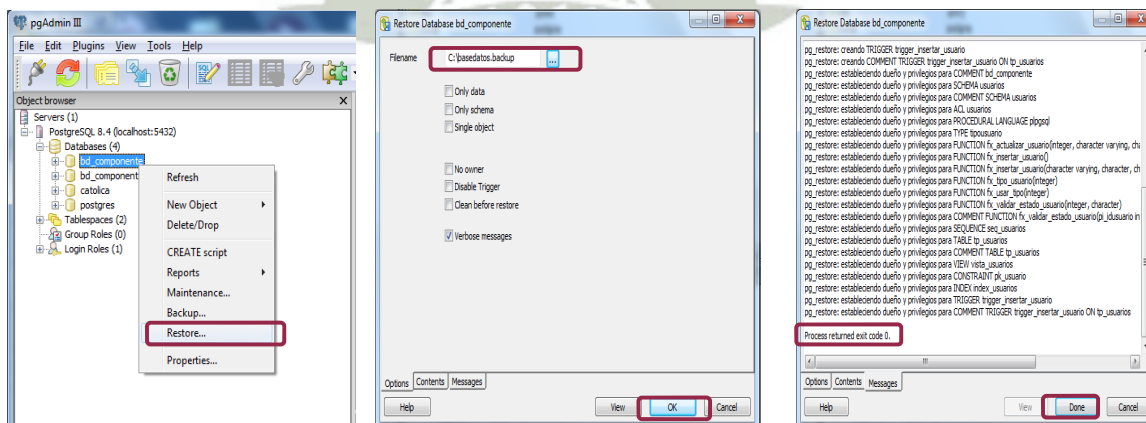 pgAdmin III
File Edit Plugins View Tools Help
Object browser
Servers (1)
PostgreSQL 8.4 (localhost:5432)
Databases (4)
bd_componente
bd_component
catolica
postgres
Tablespaces (2)
Group Roles (0)
Login Roles (1)
Refresh
New Object
Delete/Drop
CREATE script
Reports
Maintenance...
Backup...
Restore...
Properties...
Restore Database bd_componente
Filename C:\basedatos.backup ...
Only data
Only schema
Single object
No owner
Disable Trigger
Clean before restore
Verbose messages
Options Contents Messages
Help View OK Cancel
Restore Database bd_componente
pg_restore: creando TRIGGER trigger_insertar_usuario
pg_restore: creando COMMENT TRIGGER trigger_insertar_usuario ON tp_usuarios
pg_restore: estableciendo dueño y privilegios para COMMENT bd_componente
pg_restore: estableciendo dueño y privilegios para SCHEMA usuarios
pg_restore: estableciendo dueño y privilegios para COMMENT SCHEMA usuarios
pg_restore: estableciendo dueño y privilegios para ACL usuarios
pg_restore: estableciendo dueño y privilegios para PROCEDURAL LANGUAGE plpgsql
pg_restore: estableciendo dueño y privilegios para TYPE tipousuario
pg_restore: estableciendo dueño y privilegios para FUNCTION fx_actualizar_usuario(integer, character varying, cha
pg_restore: estableciendo dueño y privilegios para FUNCTION fx_insertar_usuario()
pg_restore: estableciendo dueño y privilegios para FUNCTION fx_insertar_usuario(character varying, character, ch
pg_restore: estableciendo dueño y privilegios para FUNCTION fx_tipo_usuario(integer)
pg_restore: estableciendo dueño y privilegios para FUNCTION fx_usar_tipo(integer)
pg_restore: estableciendo dueño y privilegios para FUNCTION fx_validar_estado_usuario(integer, character)
pg_restore: estableciendo dueño y privilegios para COMMENT FUNCTION fx_validar_estado_usuario(pi_idusuario in
pg_restore: estableciendo dueño y privilegios para SEQUENCE seq_usuarios
pg_restore: estableciendo dueño y privilegios para TABLE tp_usuarios
pg_restore: estableciendo dueño y privilegios para COMMENT TABLE tp_usuarios
pg_restore: estableciendo dueño y privilegios para VIEW vista_usuarios
pg_restore: estableciendo dueño y privilegios para CONSTRAINT pk_usuario
pg_restore: estableciendo dueño y privilegios para INDEX index_usuarios
pg_restore: estableciendo dueño y privilegios para TRIGGER trigger_insertar_usuario
pg_restore: estableciendo dueño y privilegios para COMMENT TRIGGER trigger_insertar_usuario ON tp_usuarios
Process returned exit code 0.
Options Contents Messages
Help View Done Cancel